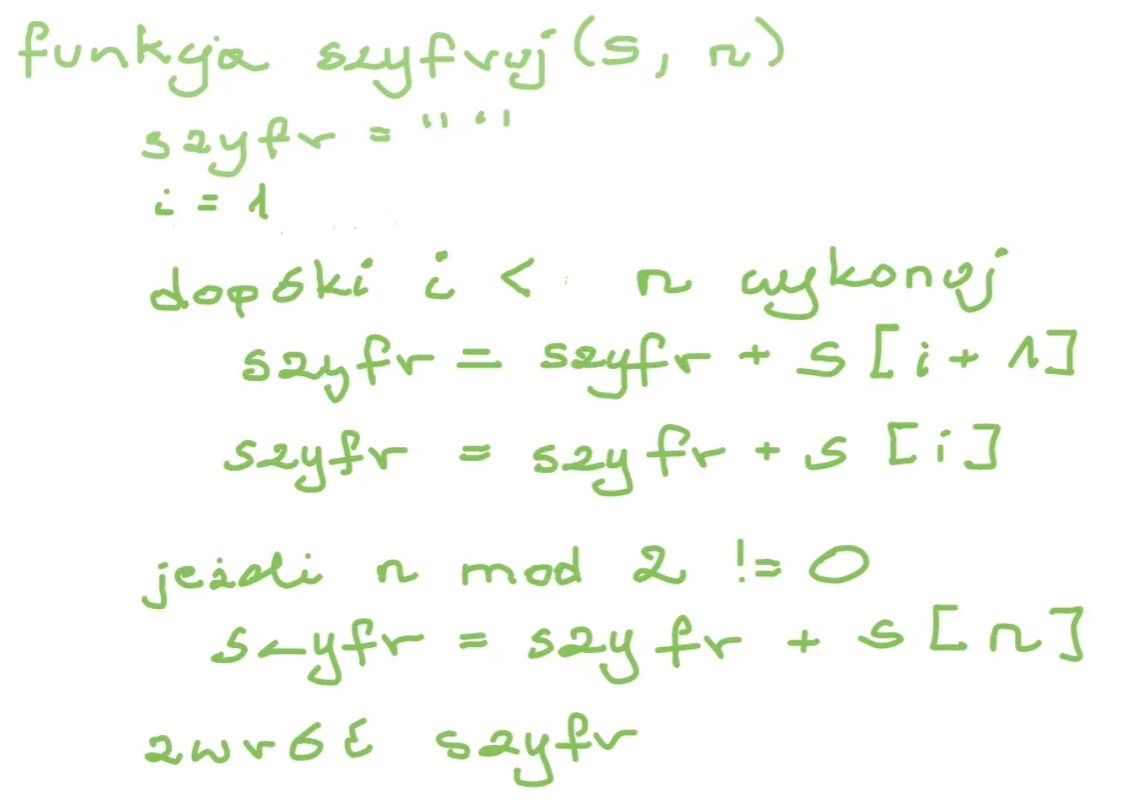 funkcja szyfruj(s, n)
szyfr = ""
i = 1
dopóki i < n wykonuj
szyfr = szyfr + s[i+1]
szyfr = szyfr + s[i]
jeżeli n mod 2 != 0
szyfr = szyfr + s[n]
zwróć szyfr